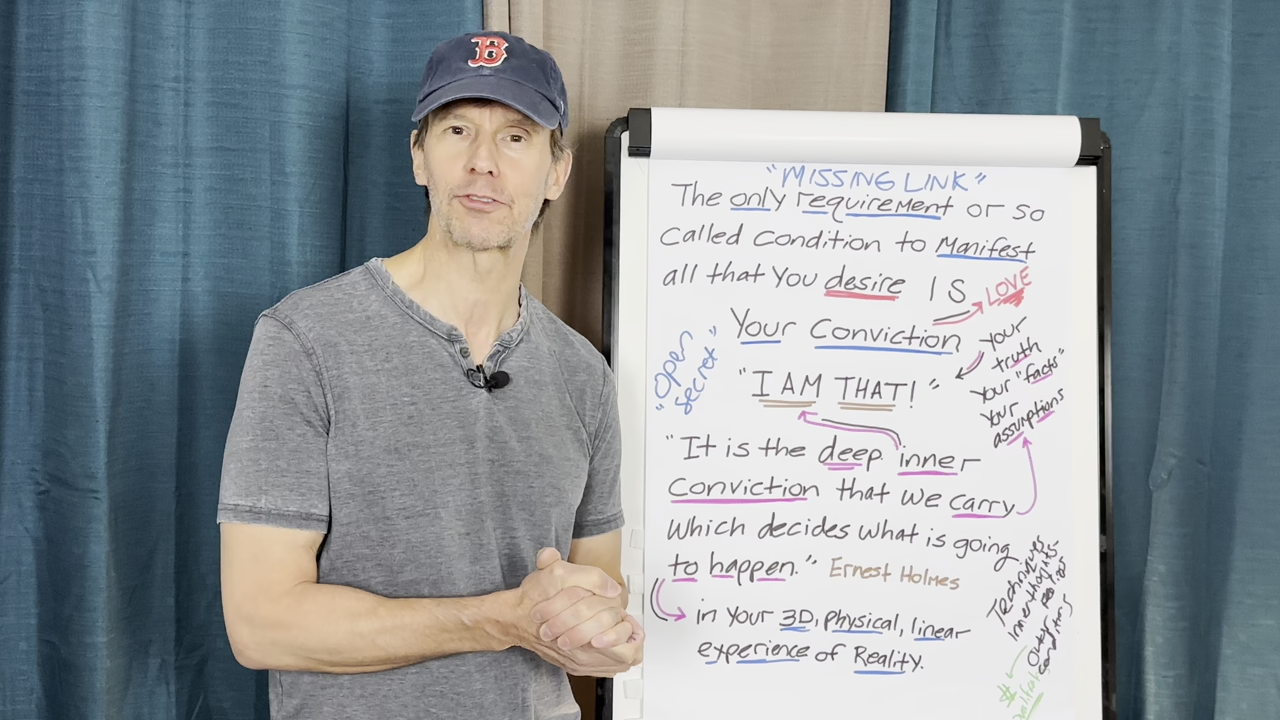 B
"MISSING LINK"
The only requirement or so
called condition to Manifest
all that you desire IS
LOVE
Your Conviction
"Open
Secret"
Your
truth
Your "facts"
Your
assumptions
"I AM THAT!"
"It is the deep inner
Conviction that we carry
which decides what is going
to happen." Ernest Holmes
in your 3D, physical, linear
experience of Reality.
Techniques
inner thoughts
Outer
conditions
$